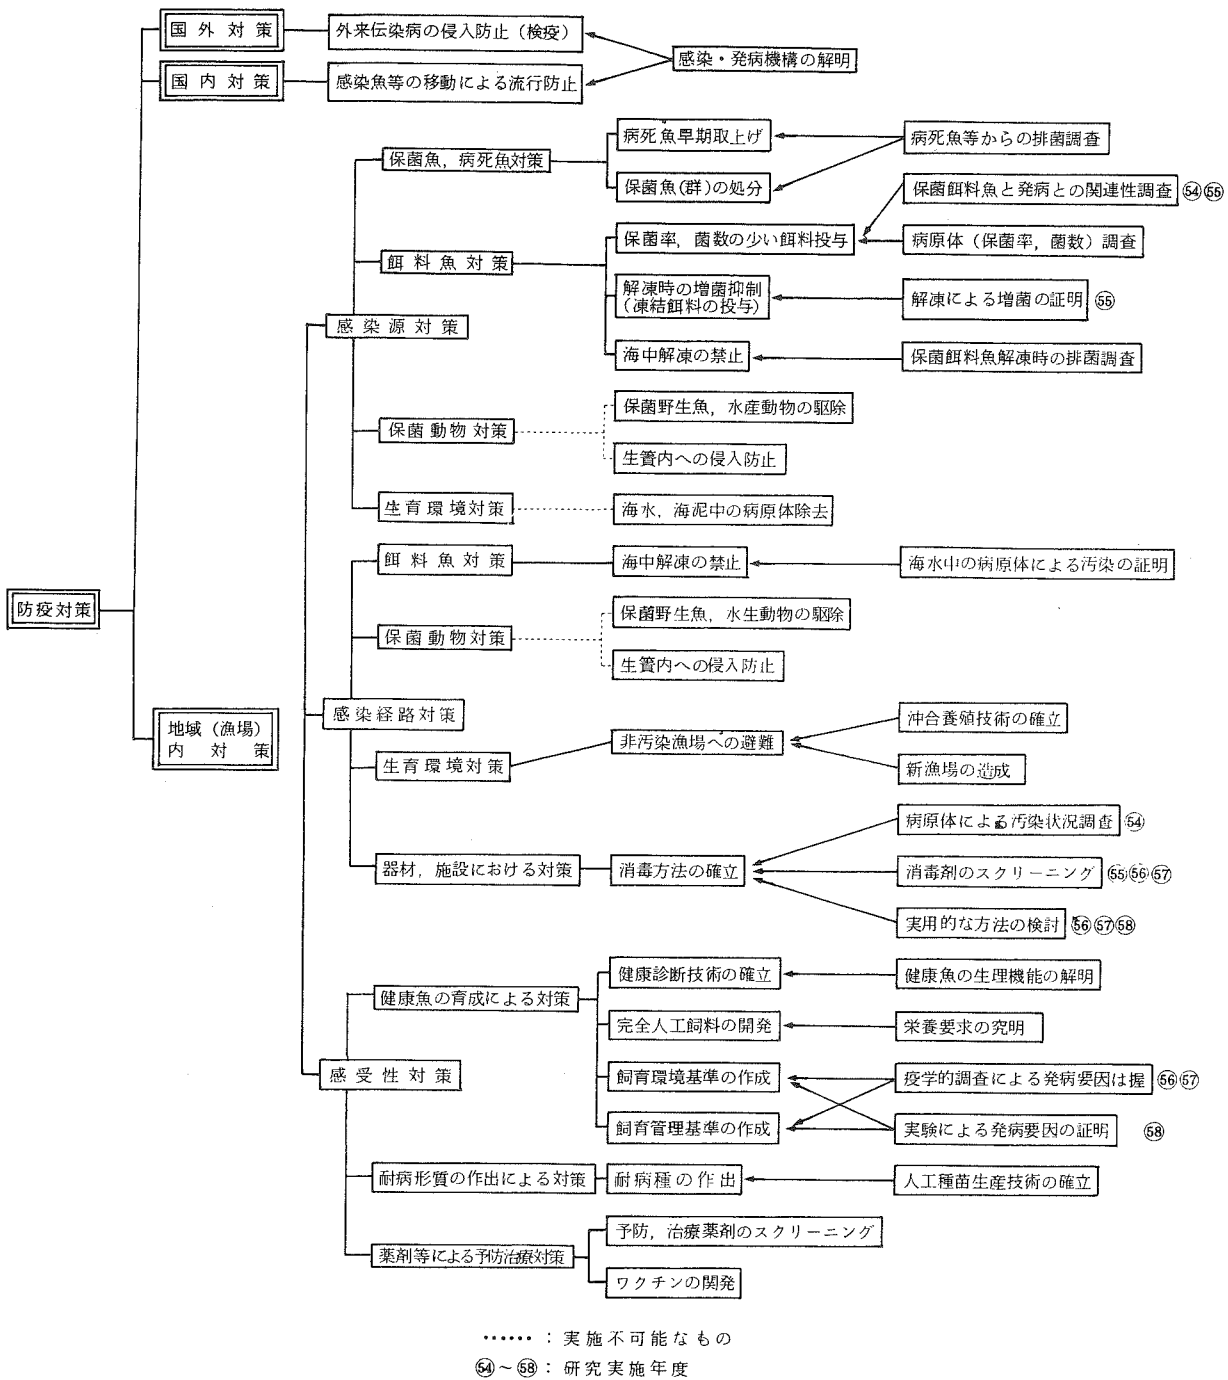 国外対策
外来伝染病の侵入防止（検疫）
感染・発病機構の解明
国内対策
感染魚等の移動による流行防止
病死魚早期取上げ
病死魚等からの排菌調査
保菌魚，病死魚対策
保菌魚(群)の処分
保菌餌料魚と発病との関連性調査 ㊴㊵
保菌率，菌数の少い餌料投与
病原体（保菌率，菌数）調査
餌料魚対策
解凍時の増菌抑制
（凍結餌料の投与）
解凍による増菌の証明 55
感染源対策
海中解凍の禁止
保菌餌料魚解凍時の排菌調査
保菌野生魚，水産動物の駆除
保菌動物対策
生簀内への侵入防止
生育環境対策
海水，海泥中の病原体除去
餌料魚対策
海中解凍の禁止
海水中の病原体による汚染の証明
防疫対策
保菌野生魚，水生動物の駆除
保菌動物対策
生簀内への侵入防止
感染経路対策
地域（漁場）
内対策
非汚染漁場への避難
沖合養殖技術の確立
生育環境対策
新漁場の造成
病原体による汚染状況調査 54
器材，施設における対策
消毒方法の確立
消毒剤のスクリーニング 55 56 57
実用的な方法の検討 56 57 58
健康診断技術の確立
健康魚の生理機能の解明
健康魚の育成による対策
完全人工飼料の開発
栄養要求の究明
感受性対策
飼育環境基準の作成
疫学的調査による発病要因は握 56 57
飼育管理基準の作成
実験による発病要因の証明 58
耐病形質の作出による対策
耐病種の作出
人工種苗生産技術の確立
予防，治療薬剤のスクリーニング
薬剤等による予防治療対策
ワクチンの関発
……：実施不可能なもの
54～58：研究実施年度